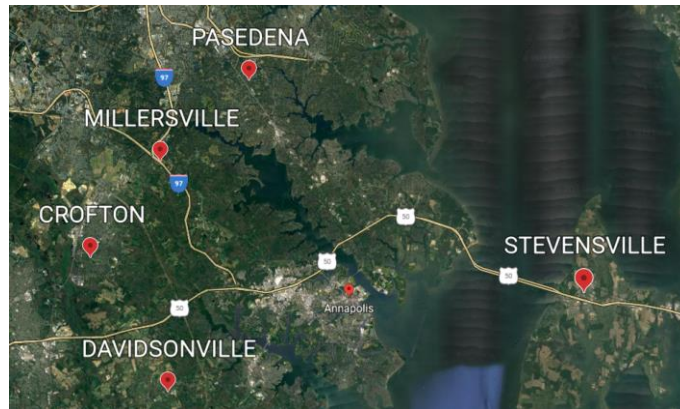 PASEDENA
97
MILLERSVILLE
97
CROFTON
50
50
STEVENSVILLE
50
50
Annapolis
DAVIDSONVILLE